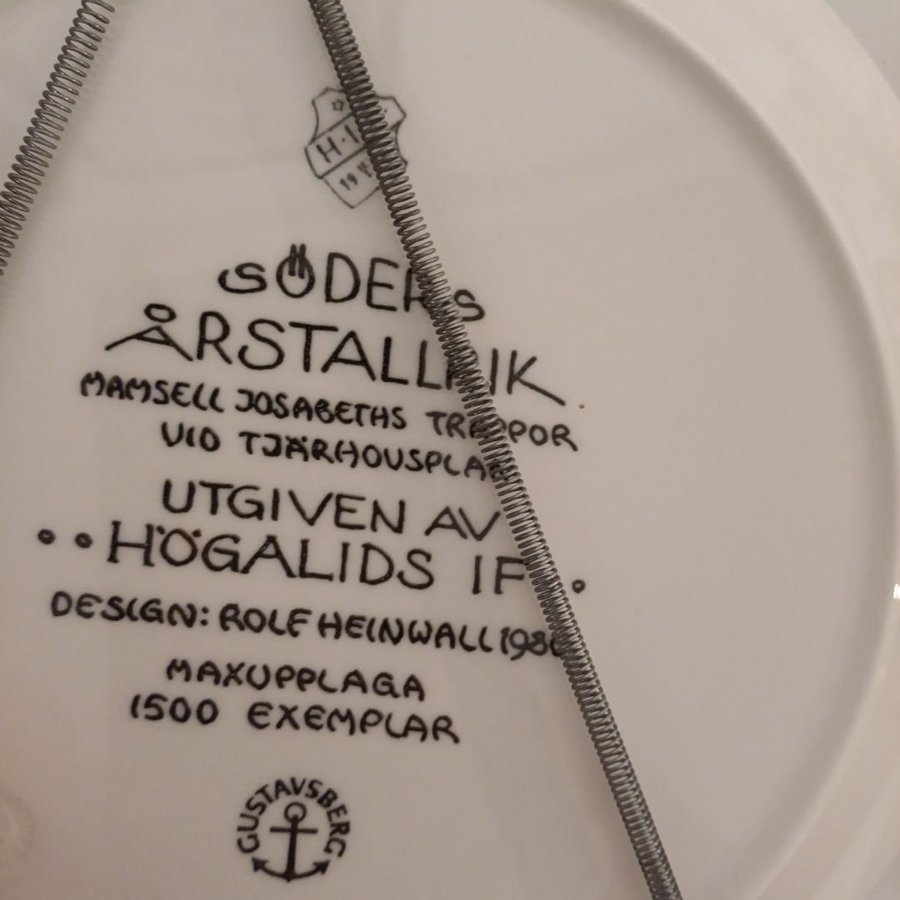 SÖDERS
ÅRSTALLRIK
MAMSELL JOSABETHS TRAPPOR
VID TJÄRHOVSPLAN
UTGIVEN AV
HÖGALIDS IF
DESIGN: ROLF HEINWALL
MAXUPPLAGA
1500 EXEMPLAR
GUSTAVSBERG